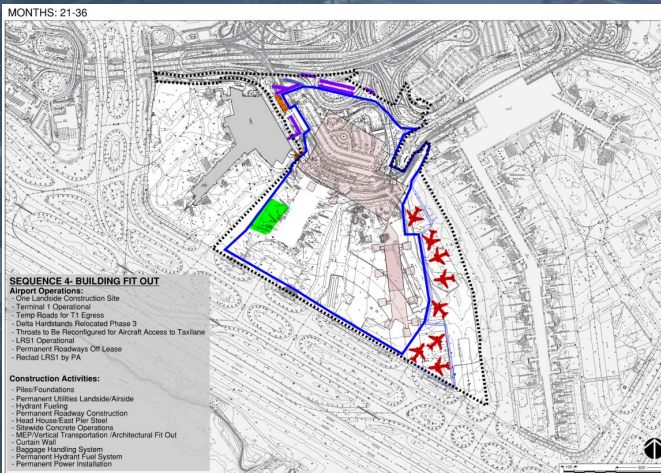 MONTHS: 21-36
SEQUENCE 4- BUILDING FIT OUT
Airport Operations:
- One Landside Construction Site
- Terminal 1 Operational
- Temp Roads for T1 Egress
- Delta Hardstands Relocated Phase 3
- Throats to Be Reconfigured for Aircraft Access to Taxilane
- LRS1 Operational
- Permanent Roadways Off Lease
- Reclad LRS1 by PA
Construction Activities:
- Piles/Foundations
- Permanent Utilities Landside/Airside
- Hydrant Fueling
- Permanent Roadway Construction
- Head House/East Pier Steel
- Sitewide Concrete Operations
- MEP/Vertical Transportation /Architectural Fit Out
- Curtain Wall
- Baggage Handling System
- Permanent Hydrant Fuel System
- Permanent Power Installation